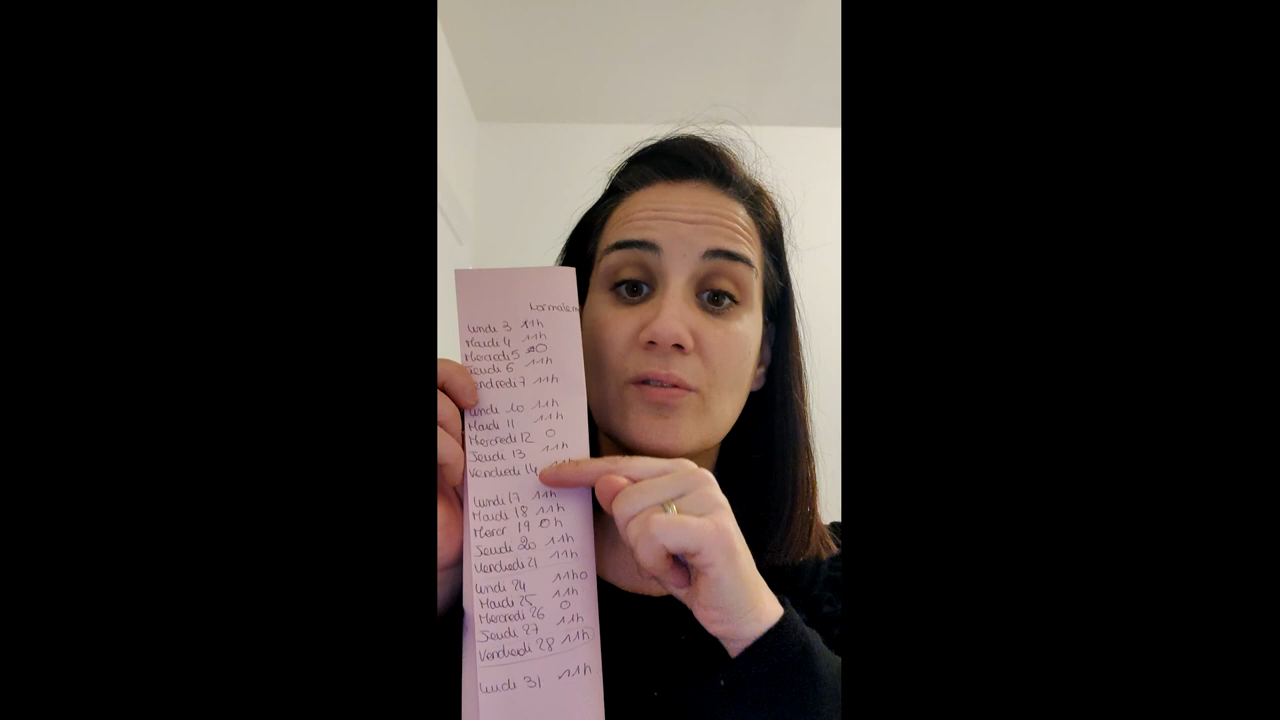 lundi 3 11h
Mardi 4 11h
Mercredi 5 0
Jeudi 6 11h
Vendredi 7 11h
lundi 10 11h
Mardi 11 11h
Mercredi 12 0
Jeudi 13 11h
Vendredi 14 11h
lundi 17 11h
Mardi 18 11h
Mercr 19 0h
Jeudi 20 11h
Vendredi 21 11h
lundi 24 11h0
Mardi 25 11h
Mercredi 26 0
Jeudi 27 11h
Vendredi 28 11h
lundi 31 11h